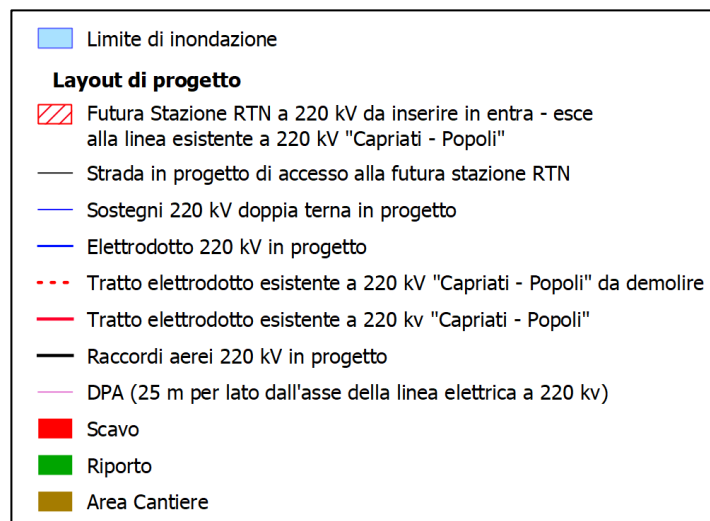 Limite di inondazione
Layout di progetto
Futura Stazione RTN a 220 kV da inserire in entra - esce
alla linea esistente a 220 kV "Capriati - Popoli"
Strada in progetto di accesso alla futura stazione RTN
Sostegni 220 kV doppia terna in progetto
Elettrodotto 220 kV in progetto
Tratto elettrodotto esistente a 220 kV "Capriati - Popoli" da demolire
Tratto elettrodotto esistente a 220 kv "Capriati - Popoli"
Raccordi aerei 220 kV in progetto
DPA (25 m per lato dall'asse della linea elettrica a 220 kv)
Scavo
Riporto
Area Cantiere